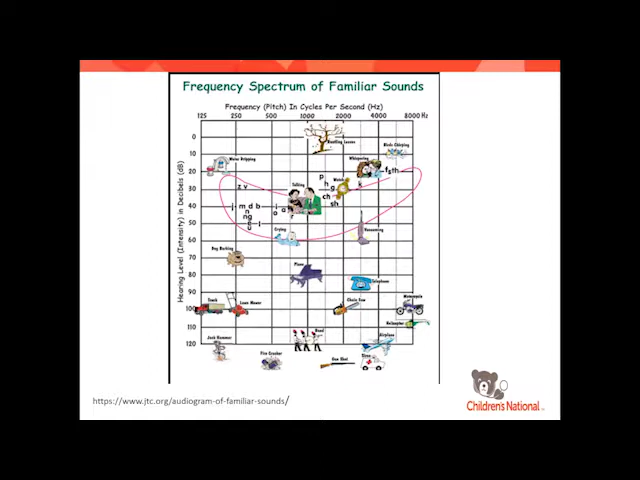 Frequency Spectrum of Familiar Sounds
Frequency (Pitch) In Cycles Per Second (Hz)
125 250 500 1000 2000 4000 8000 Hz
Hearing Level (Intensity) in Decibels (dB)
0
Rustling Leaves
10
Birds Chirping
Water Dripping
Whispering
20
p
f s th
h
Watch
k
30
z v
Talking
g
ch
40
j m d b i a
sh
n o r
ng
l
u
50
Crying
Vacuuming
60
Dog Barking
70
Piano
80
Telephone
90
Truck
Lawn Mower
Chain Saw
Motorcycle
100
Helicopter
110
Band
Airplane
Jack Hammer
120
Fire Cracker
Gun Shot
Siren
https://www.jtc.org/audiogram-of-familiar-sounds/
Children's National